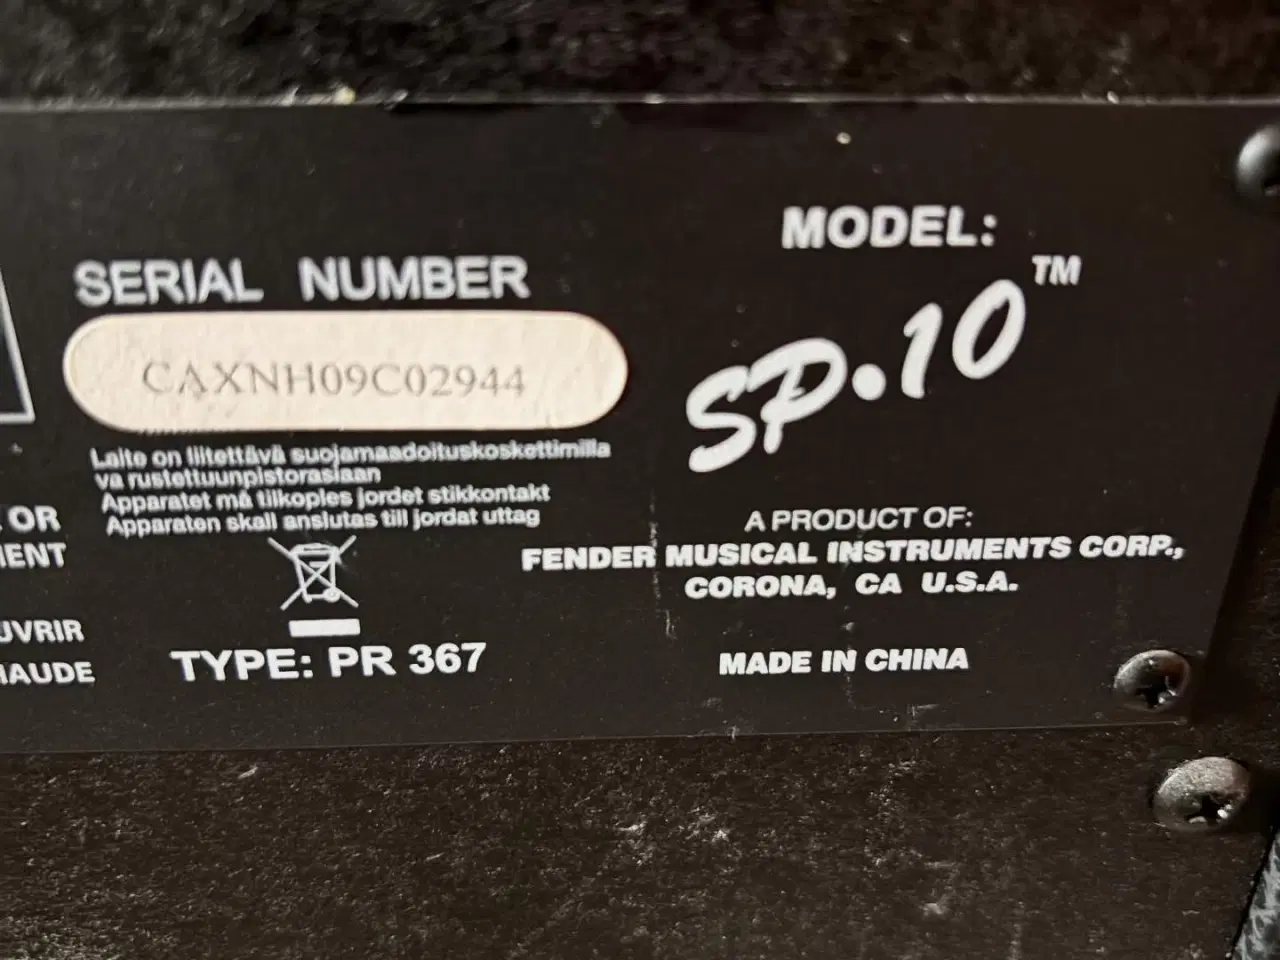 SERIAL NUMBER
CAXNH09C02944
Laite on liitettävä suojamaadoituskoskettimilla
va rustettuunpistorasiaan
Apparatet må tilkoples jordet stikkontakt
Apparaten skall anslutas till jordat uttag
OR
MENT
UVRIR
HAUDE
TYPE: PR 367
MODEL:
SP.10™
A PRODUCT OF:
FENDER MUSICAL INSTRUMENTS CORP.,
CORONA, CA U.S.A.
MADE IN CHINA